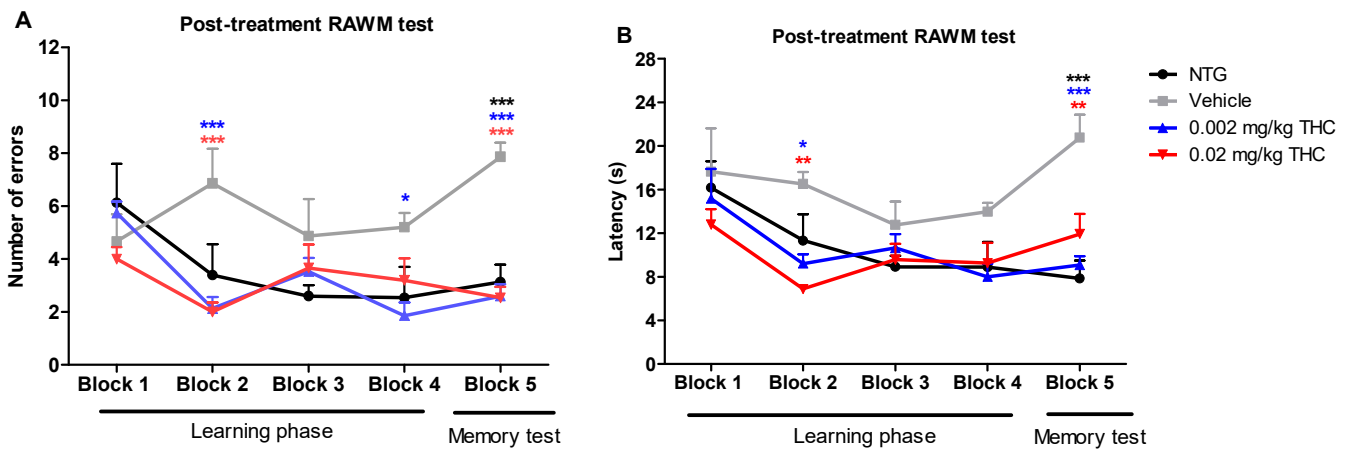 A
Post-treatment RAWM test
Number of errors
12
10
8
6
4
2
0
***
***
***
*
***
***
Block 1 Block 2 Block 3 Block 4 Block 5
Learning phase
Memory test
B
Post-treatment RAWM test
Latency (s)
28
24
20
16
12
8
4
0
*
**
***
***
**
Block 1 Block 2 Block 3 Block 4 Block 5
Learning phase
Memory test
NTG
Vehicle
0.002 mg/kg THC
0.02 mg/kg THC